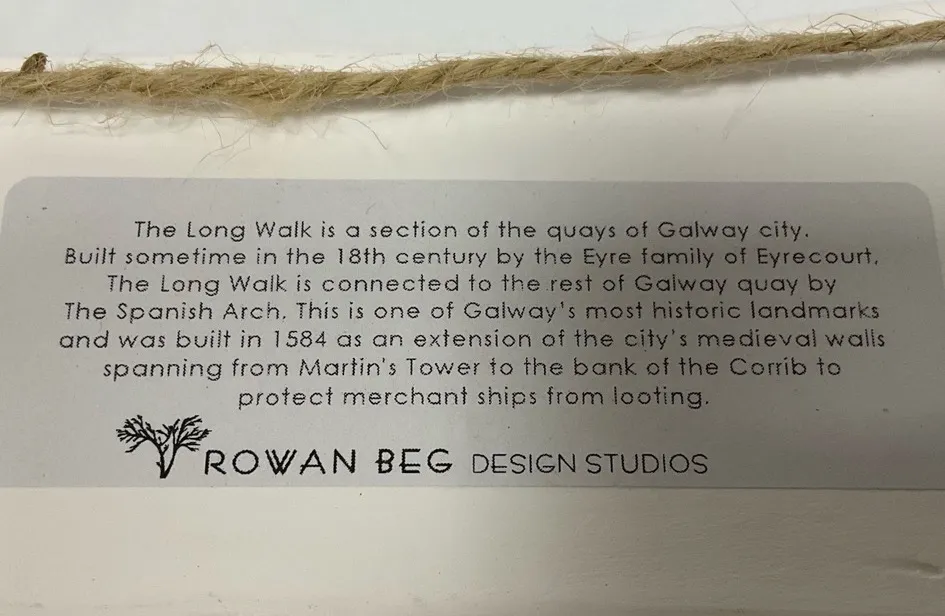 The Long Walk is a section of the quays of Galway city.
Built sometime in the 18th century by the Eyre family of Eyrecourt,
The Long Walk is connected to the rest of Galway quay by
The Spanish Arch. This is one of Galway's most historic landmarks
and was built in 1584 as an extension of the city's medieval walls
spanning from Martin's Tower to the bank of the Corrib to
protect merchant ships from looting.
ROWAN BEG DESIGN STUDIOS